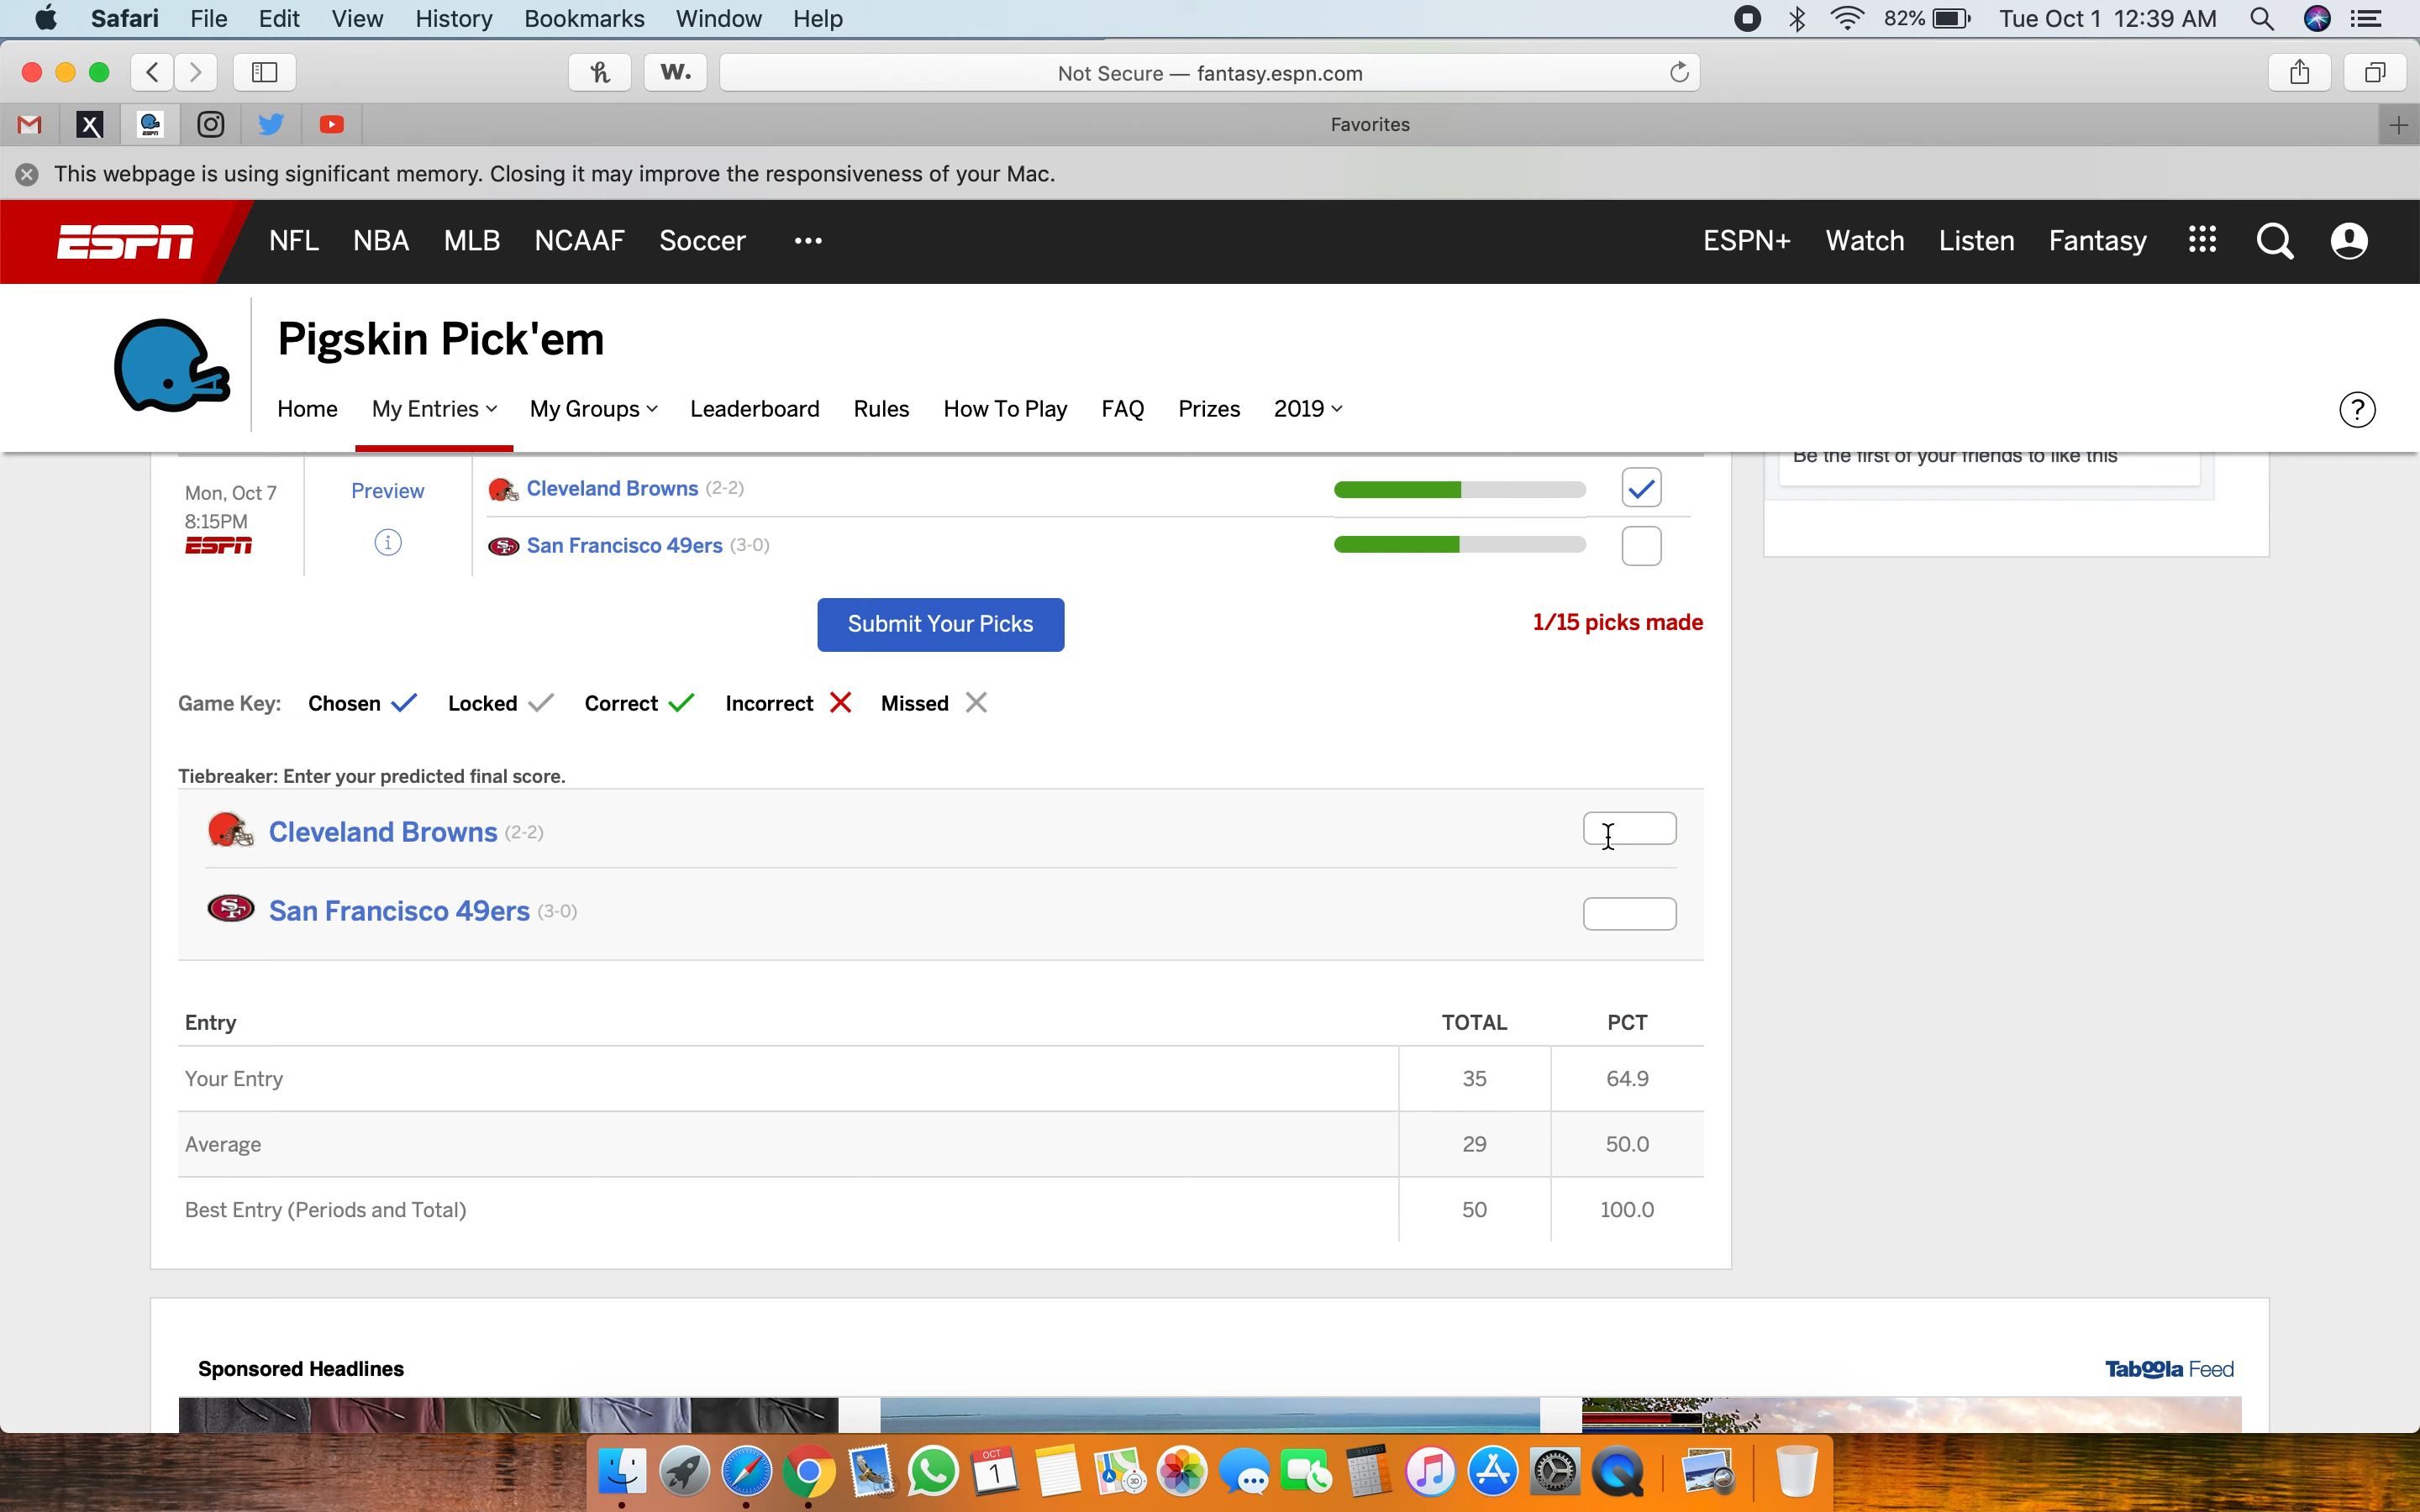 Safari File Edit View History Bookmarks Window Help 82% Tue Oct 1 12:39 AM
Not Secure — fantasy.espn.com
Favorites
This webpage is using significant memory. Closing it may improve the responsiveness of your Mac.
ESPN NFL NBA MLB NCAAF Soccer ••• ESPN+ Watch Listen Fantasy
Pigskin Pick'em
Home My Entries My Groups Leaderboard Rules How To Play FAQ Prizes 2019 ?
Be the first of your friends to like this
Mon, Oct 7
8:15PM
ESPN
Preview
Cleveland Browns (2-2)
San Francisco 49ers (3-0)
Submit Your Picks
1/15 picks made
Game Key: Chosen Locked Correct Incorrect Missed
Tiebreaker: Enter your predicted final score.
Cleveland Browns (2-2)
San Francisco 49ers (3-0)
Entry TOTAL PCT
Your Entry 35 64.9
Average 29 50.0
Best Entry (Periods and Total) 50 100.0
Sponsored Headlines
Taboola Feed
OCT
1